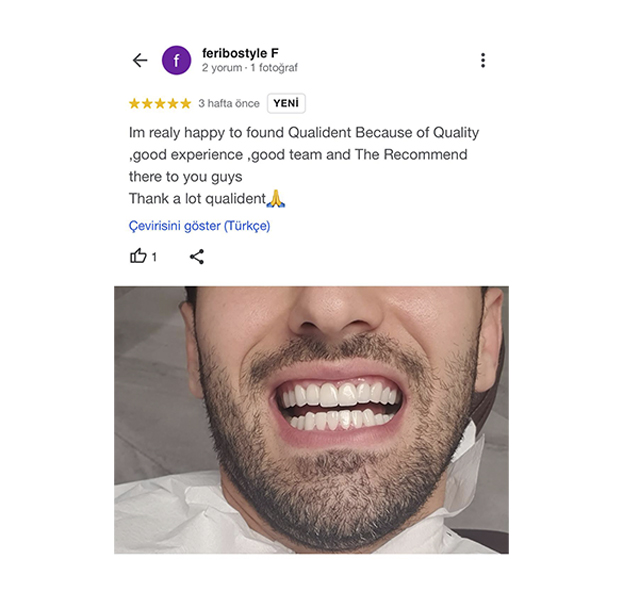 f
feribostyle F
2 yorum · 1 fotoğraf
★★★★★ 3 hafta önce YENİ
Im realy happy to found Qualident Because of Quality
,good experience ,good team and The Recommend
there to you guys
Thank a lot qualident🙏
Çevirisini göster (Türkçe)
1